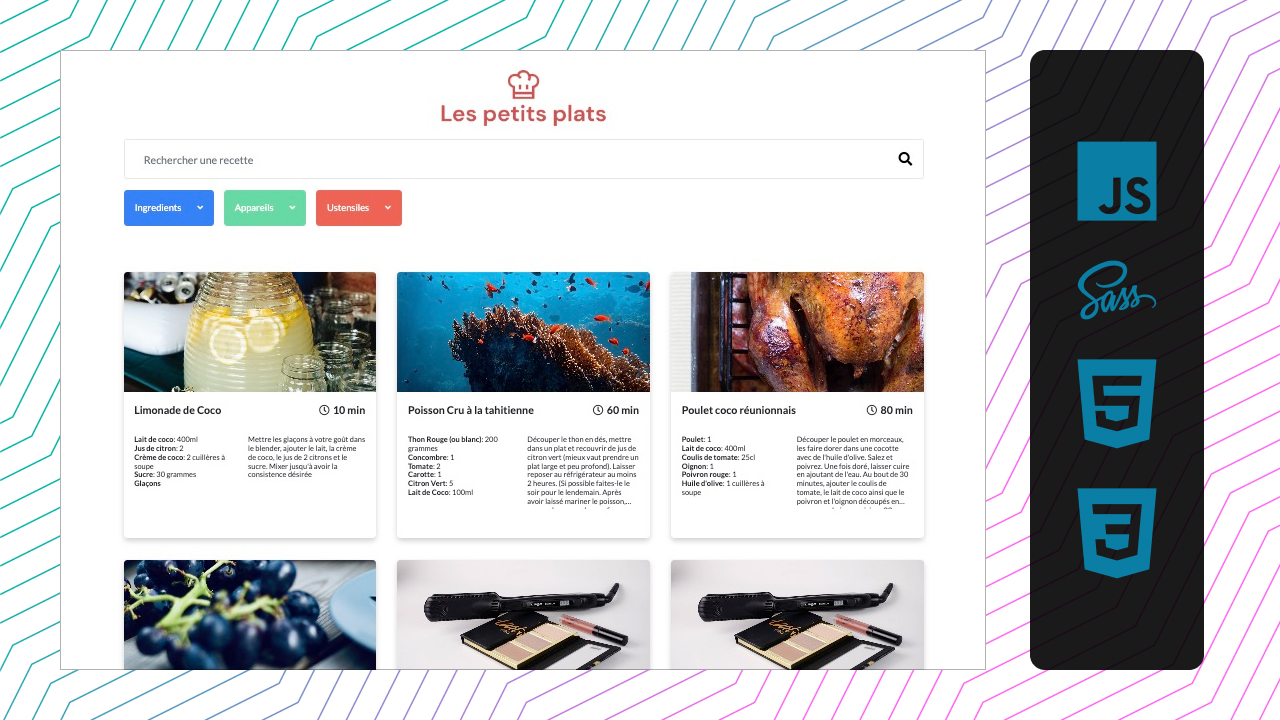 Les petits plats
Rechercher une recette
Ingredients
Appareils
Ustensiles
Limonade de Coco
10 min
Lait de coco: 400ml
Jus de citron: 2
Crème de coco: 2 cuillères à
soupe
Sucre: 30 grammes
Glaçons
Mettre les glaçons à votre goût dans
le blender, ajouter le lait, la crème
de coco, le jus de 2 citrons et le
sucre. Mixer jusqu'à avoir la
consistence désirée
Poisson Cru à la tahitienne
60 min
Thon Rouge (ou blanc): 200
grammes
Concombre: 1
Tomate: 2
Carotte: 1
Citron Vert: 5
Lait de Coco: 100ml
Découper le thon en dés, mettre
dans un plat et recouvrir de jus de
citron vert (mieux vaut prendre un
plat large et peu profond). Laisser
reposer au réfrigérateur au moins
2 heures. (Si possible faites-le le
soir pour le lendemain. Après
avoir laissé mariner le poisson,...
Poulet coco réunionnais
80 min
Poulet: 1
Lait de coco: 400ml
Coulis de tomate: 25cl
Oignon: 1
Poivron rouge: 1
Huile d'olive: 1 cuillères à
soupe
Découper le poulet en morceaux,
les faire dorer dans une cocotte
avec de l'huile d'olive. Salez et
poivrez. Une fois doré, laisser cuire
en ajoutant de l'eau. Au bout de 30
minutes, ajouter le coulis de
tomate, le lait de coco ainsi que le
poivron et l'oignon découpés en...
JS
Sass
5
3